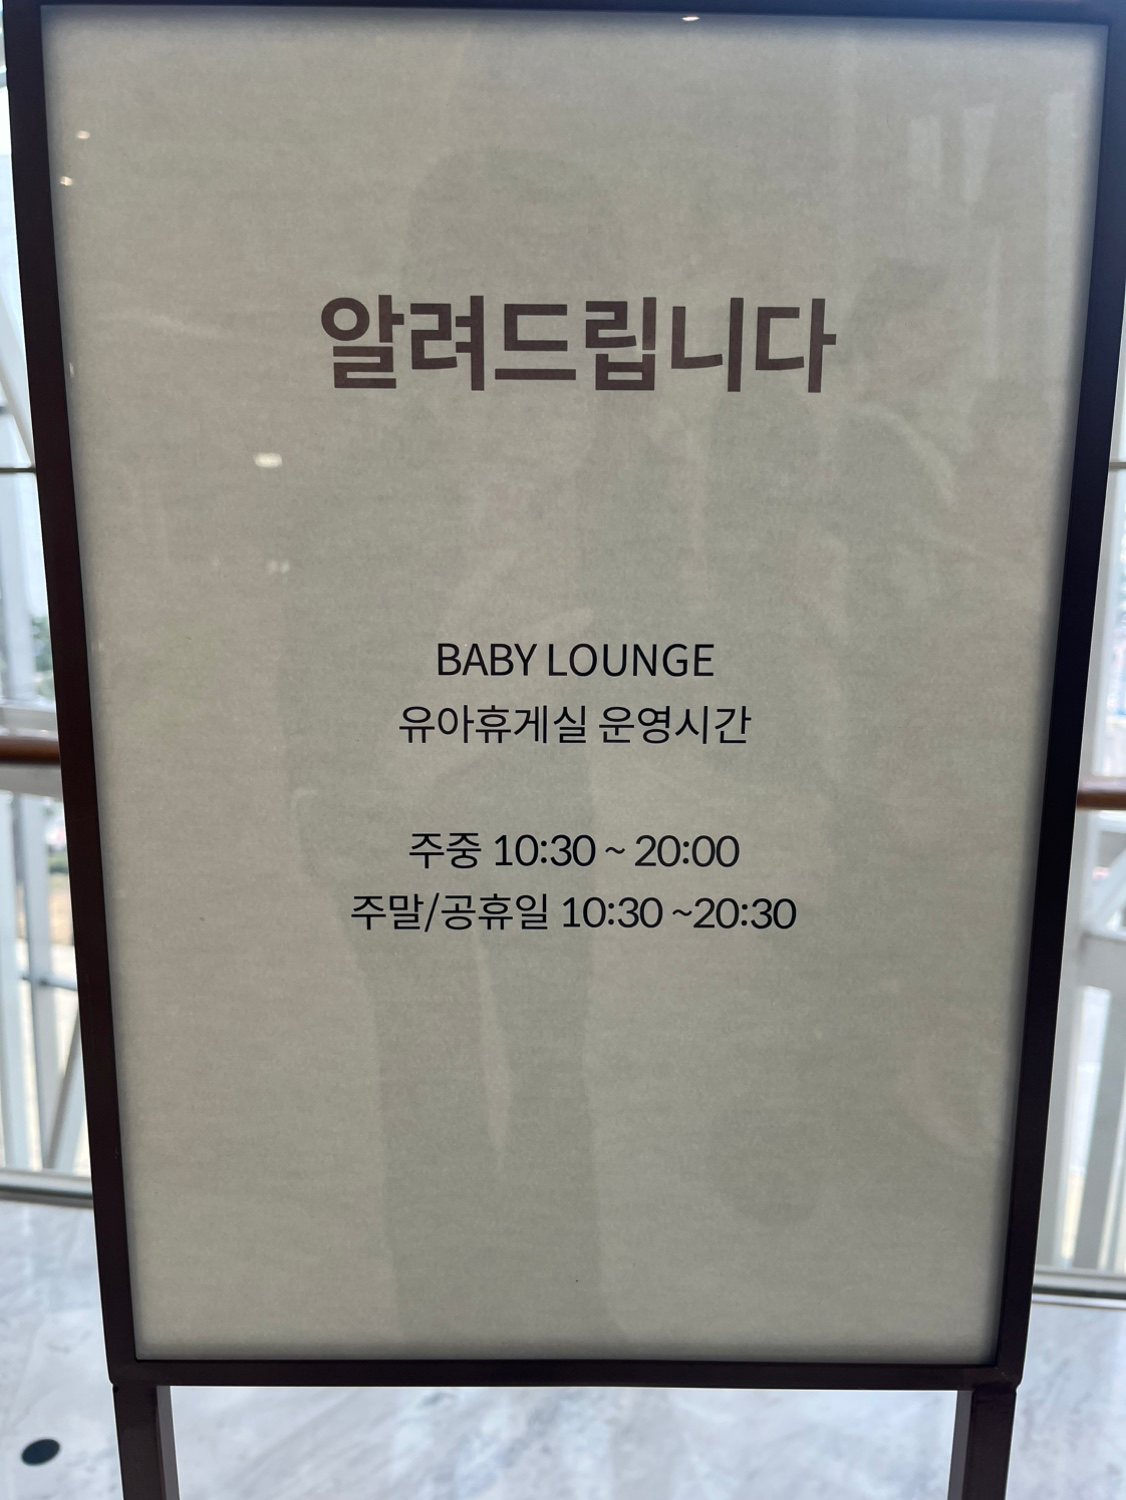 알려드립니다
BABY LOUNGE
유아휴게실 운영시간
주중 10:30 ~ 20:00
주말/공휴일 10:30 ~20:30